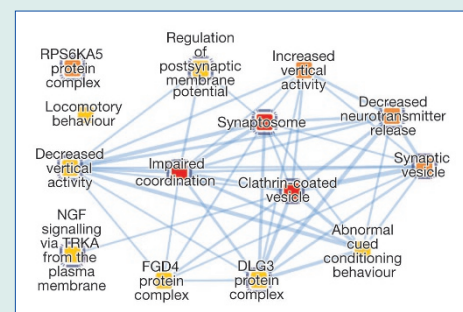 RPS6KA5
protein
complex
Regulation
of
postsynaptic
membrane
potential
Increased
vertical
activity
Locomotory
behaviour
Synaptosome
Decreased
neurotransmitter
release
Decreased
vertical
activity
Impaired
coordination
Clathrin-coated
vesicle
Synaptic
vesicle
NGF
signalling
via TRKA
from the
plasma
membrane
FGD4
protein
complex
DLG3
protein
complex
Abnormal
cued
conditioning
behaviour